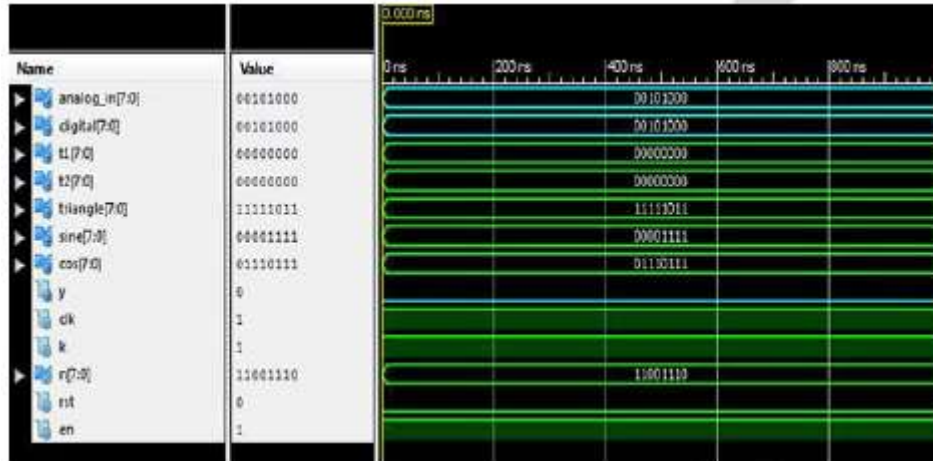 0.000 ns
Name Value 0 ns 200 ns 400 ns 600 ns 800 ns
analog_in[7:0] 00101000 00101000
digital[7:0] 00101000 00101000
t1[7:0] 00000000 00000000
t2[7:0] 00000000 00000000
triangle[7:0] 11111011 11111011
sine[7:0] 00001111 00001111
cos[7:0] 01110111 01110111
y 0
clk 1
k 1
n[7:0] 11001110 11001110
rst 0
en 1